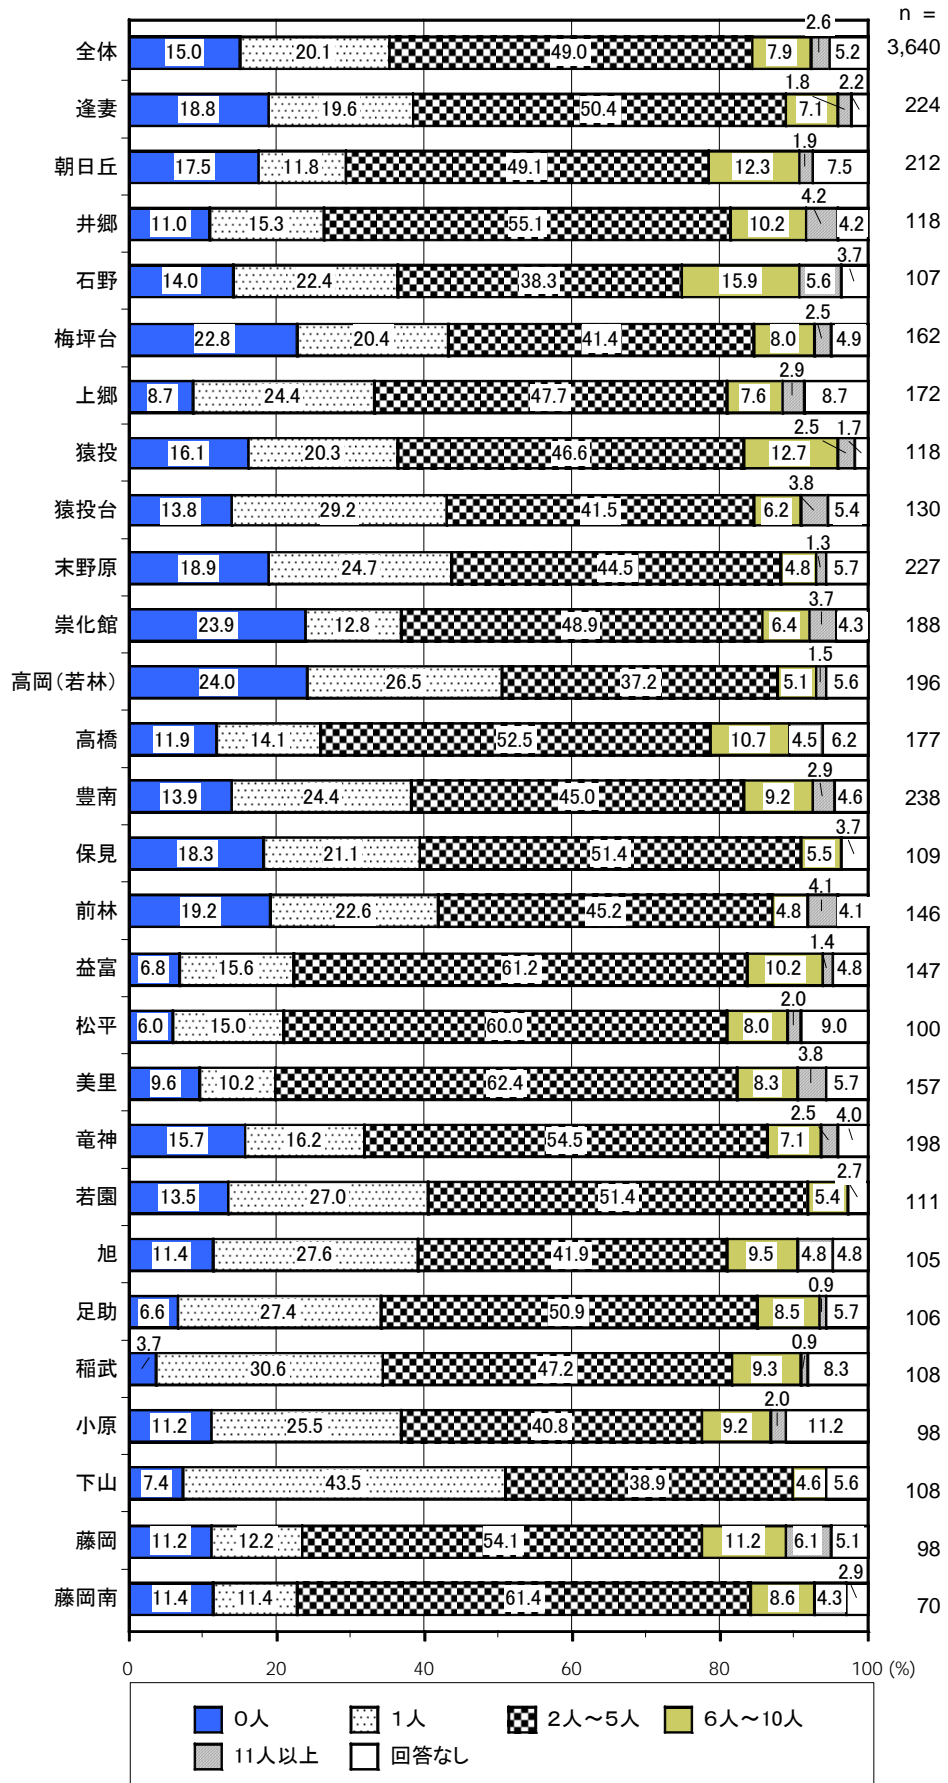 n =
2.6
全体 15.0 20.1 49.0 7.9 5.2 3,640
1.8 2.2
逢妻 18.8 19.6 50.4 7.1 224
1.9
朝日丘 17.5 11.8 49.1 12.3 7.5 212
4.2
井郷 11.0 15.3 55.1 10.2 4.2 118
3.7
石野 14.0 22.4 38.3 15.9 5.6 107
2.5
梅坪台 22.8 20.4 41.4 8.0 4.9 162
2.9
上郷 8.7 24.4 47.7 7.6 8.7 172
2.5 1.7
猿投 16.1 20.3 46.6 12.7 118
3.8
猿投台 13.8 29.2 41.5 6.2 5.4 130
1.3
末野原 18.9 24.7 44.5 4.8 5.7 227
3.7
崇化館 23.9 12.8 48.9 6.4 4.3 188
1.5
高岡(若林) 24.0 26.5 37.2 5.1 5.6 196
高橋 11.9 14.1 52.5 10.7 4.5 6.2 177
2.9
豊南 13.9 24.4 45.0 9.2 4.6 238
3.7
保見 18.3 21.1 51.4 5.5 109
4.1
前林 19.2 22.6 45.2 4.8 4.1 146
1.4
益富 6.8 15.6 61.2 10.2 4.8 147
2.0
松平 6.0 15.0 60.0 8.0 9.0 100
3.8
美里 9.6 10.2 62.4 8.3 5.7 157
2.5 4.0
竜神 15.7 16.2 54.5 7.1 198
2.7
若園 13.5 27.0 51.4 5.4 111
旭 11.4 27.6 41.9 9.5 4.8 4.8 105
0.9
足助 6.6 27.4 50.9 8.5 5.7 106
3.7 0.9
稲武 30.6 47.2 9.3 8.3 108
2.0
小原 11.2 25.5 40.8 9.2 11.2 98
下山 7.4 43.5 38.9 4.6 5.6 108
藤岡 11.2 12.2 54.1 11.2 6.1 5.1 98
2.9
藤岡南 11.4 11.4 61.4 8.6 4.3 70
0 20 40 60 80 100 (%)
０人 １人 ２人～５人 ６人～10人
11人以上 回答なし